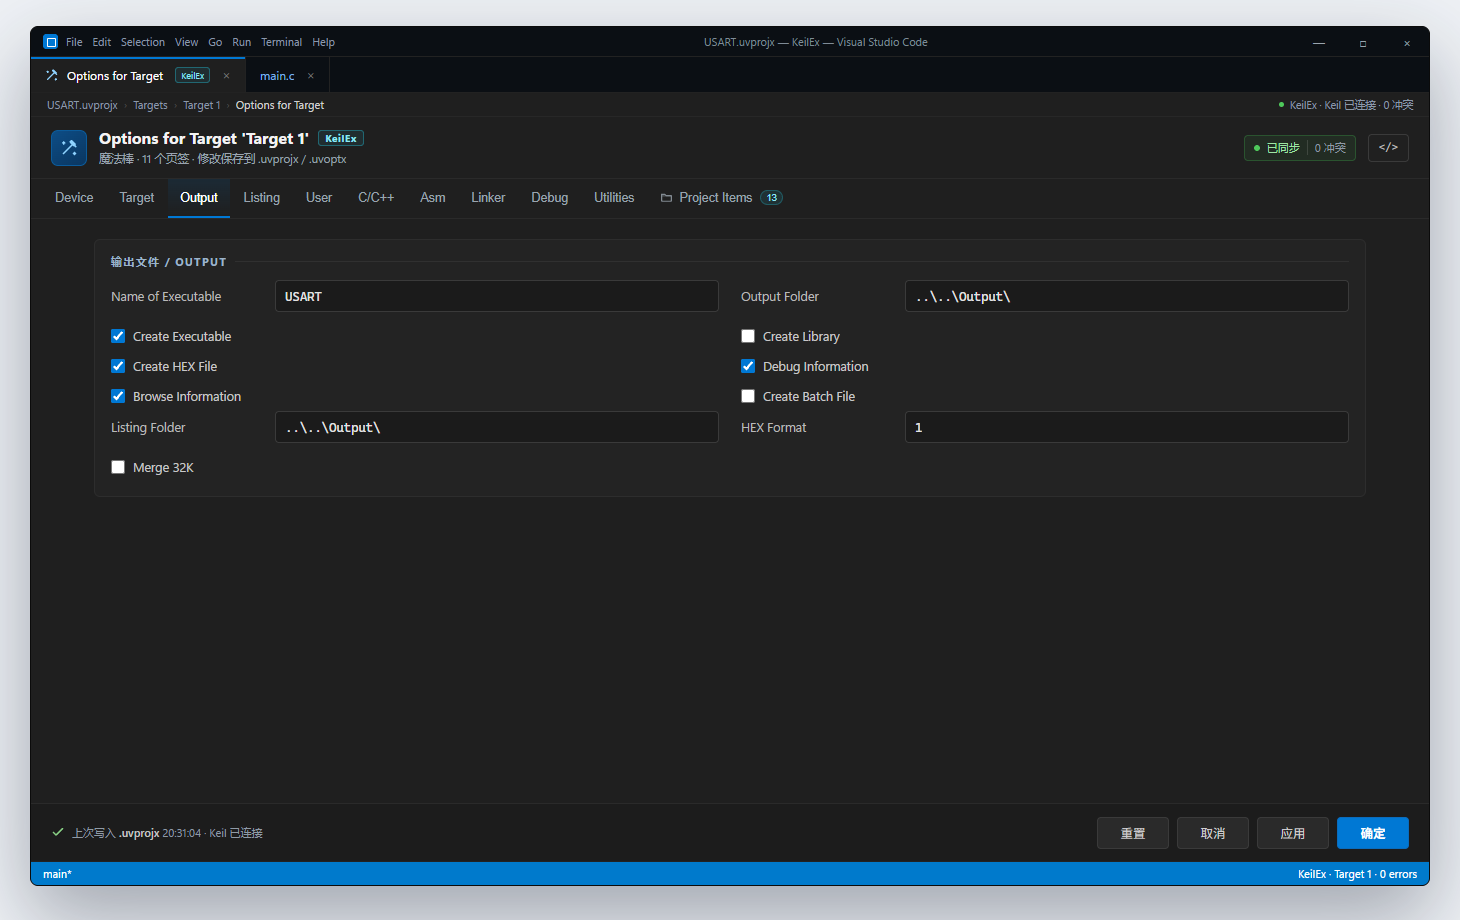 File Edit Selection View Go Run Terminal Help
USART.uvprojx — KeilEx — Visual Studio Code
Options for Target KeilEx × main.c ×
USART.uvprojx › Targets › Target 1 › Options for Target
KeilEx · Keil 已连接 · 0 冲突
Options for Target 'Target 1' KeilEx
魔法棒 · 11 个页签 · 修改保存到 .uvprojx / .uvoptx
已同步 0 冲突 </>
Device Target Output Listing User C/C++ Asm Linker Debug Utilities Project Items 13
输出文件 / OUTPUT
Name of Executable USART Output Folder ..\..\Output\
Create Executable Create Library
Create HEX File Debug Information
Browse Information Create Batch File
Listing Folder ..\..\Output\ HEX Format 1
Merge 32K
上次写入 .uvprojx 20:31:04 · Keil 已连接
重置 取消 应用 确定
main* KeilEx · Target 1 · 0 errors